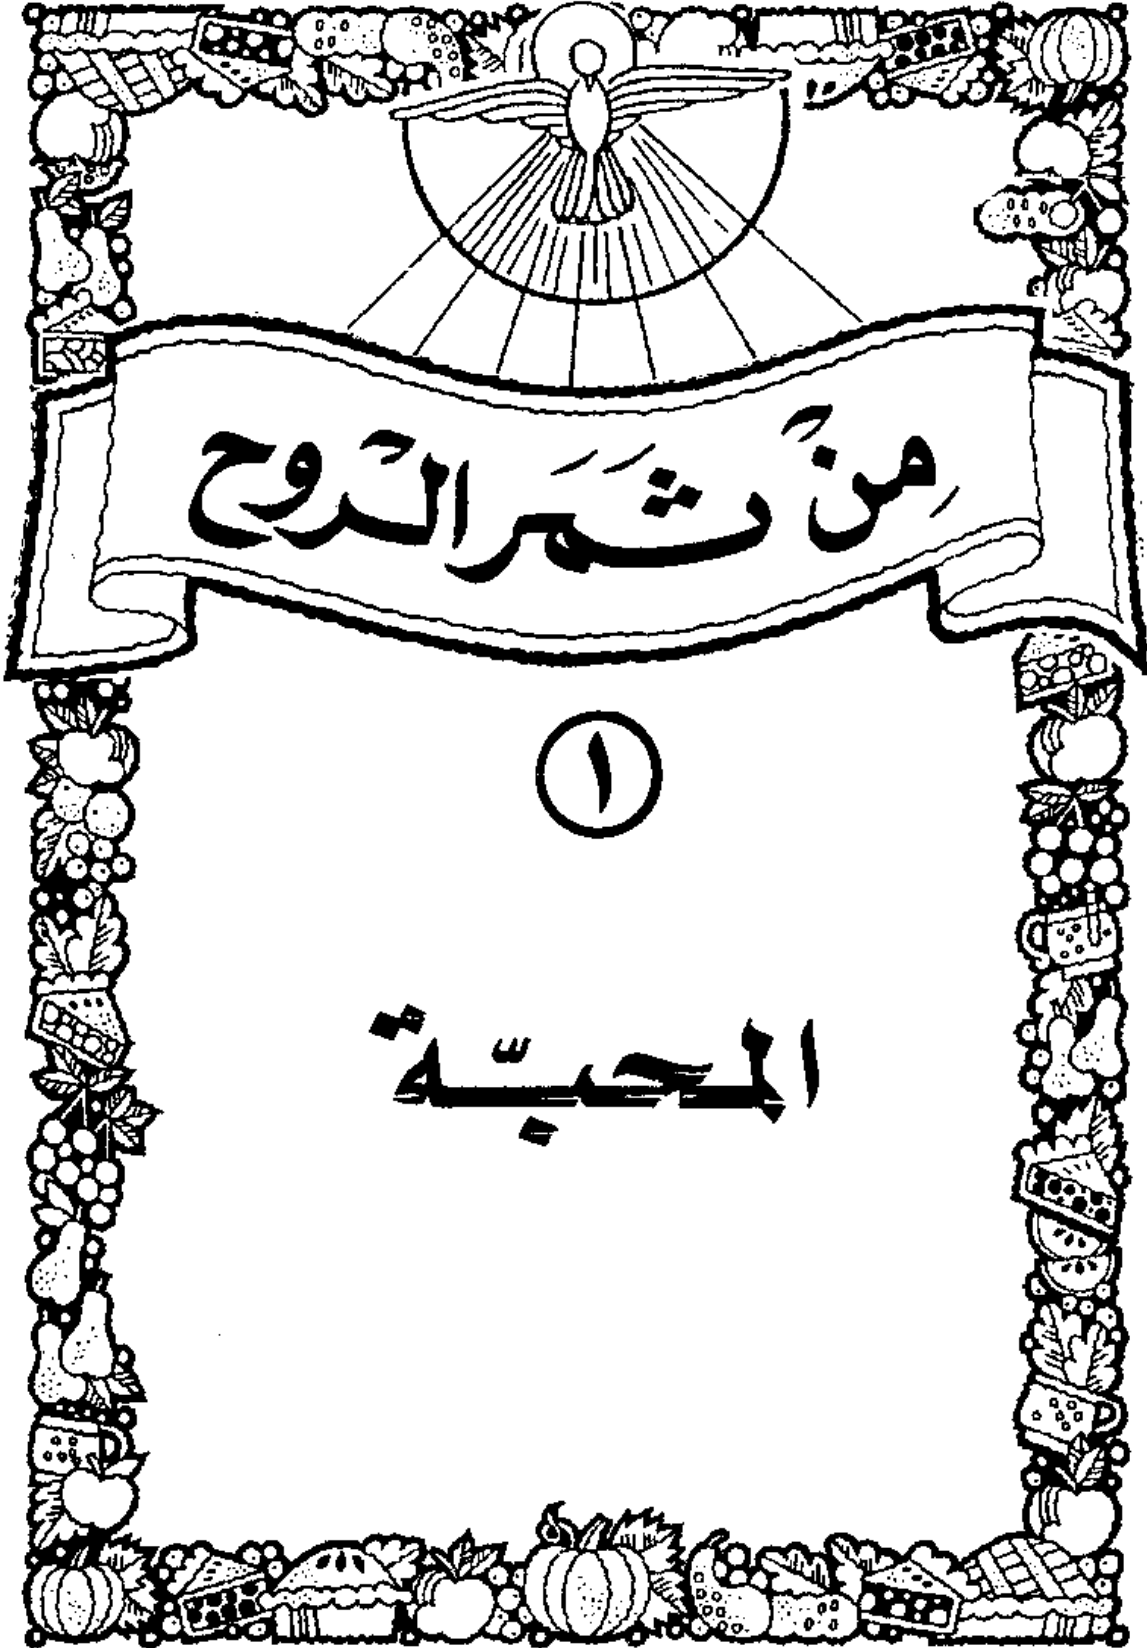 مِنْ ثَمَرِ الرّوح
١
المحبّة